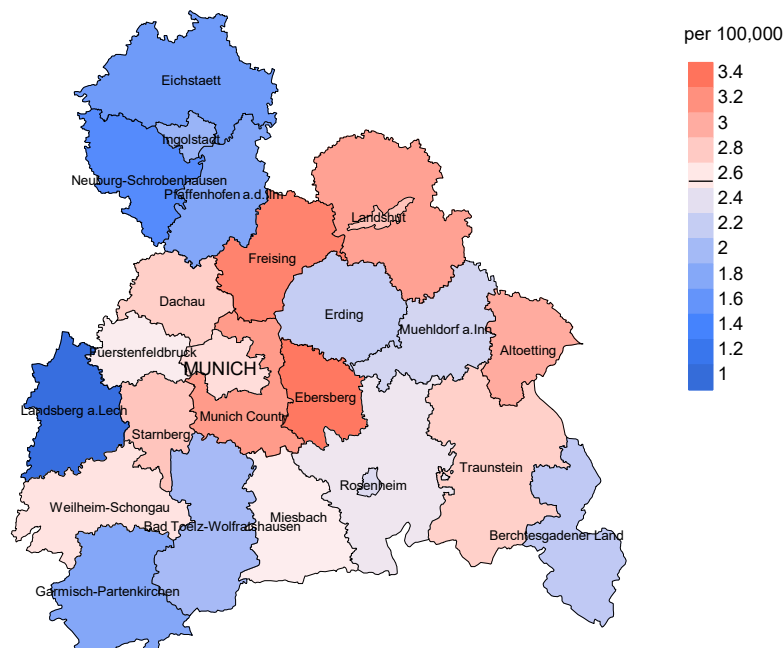 per 100,000
3.4
3.2
3
2.8
2.6
2.4
2.2
2
1.8
1.6
1.4
1.2
1
Eichstaett
Ingolstadt
Neuburg-Schrobenhausen
Pfaffenhofen a.d.Ilm
Landshut
Freising
Dachau
Erding
Muehldorf a.Inn
Altoetting
Fuerstenfeldbruck
MUNICH
Ebersberg
Landsberg a.Lech
Munich County
Starnberg
Traunstein
Rosenheim
Weilheim-Schongau
Miesbach
Bad Toelz-Wolfratshausen
Berchtesgadener Land
Garmisch-Partenkirchen